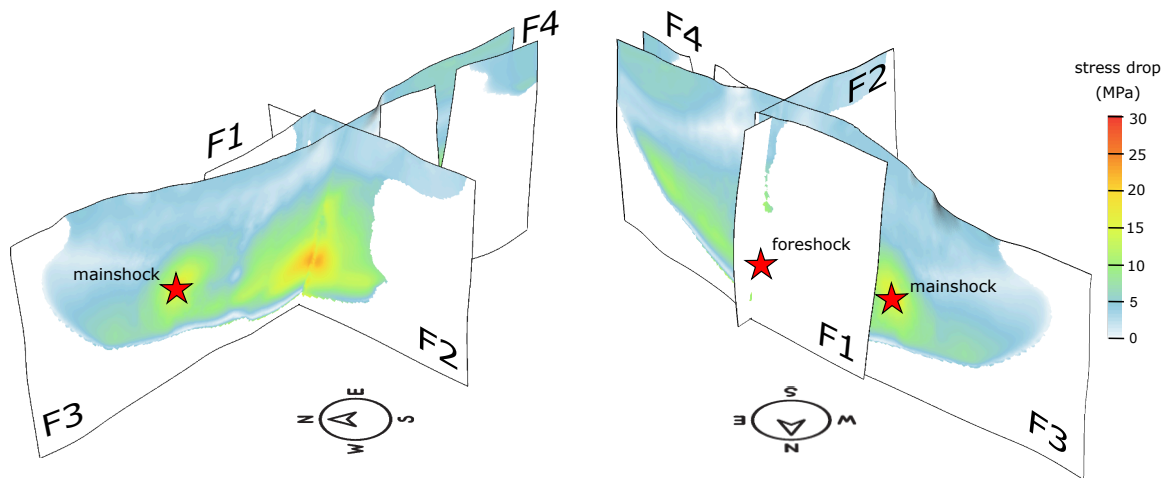 F4
F1
mainshock
F2
F3
E
N
S
W
F4
F2
foreshock
mainshock
F1
F3
S
E
W
N
stress drop
(MPa)
30
25
20
15
10
5
0